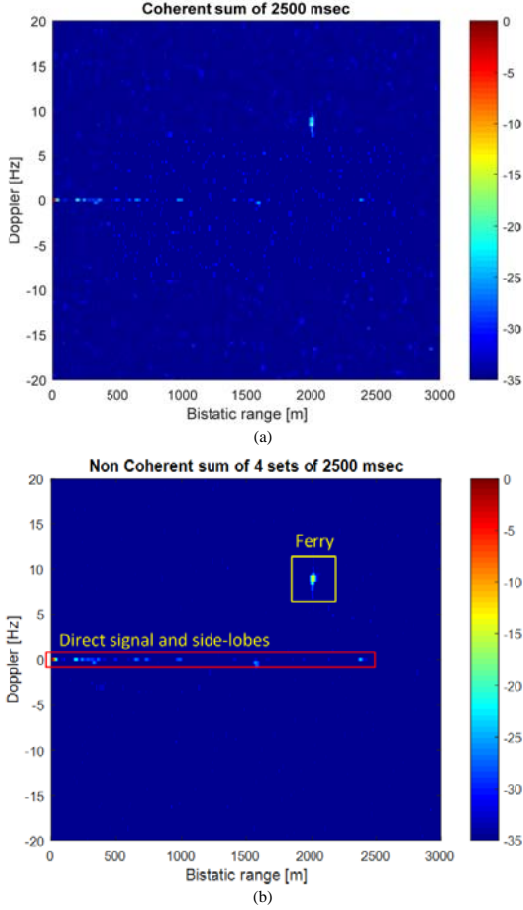 Coherent sum of 2500 msec
20
15
10
5
0
-5
-10
-15
-20
Doppler [Hz]
0 500 1000 1500 2000 2500 3000
Bistatic range [m]
0
-5
-10
-15
-20
-25
-30
-35
(a)
Non Coherent sum of 4 sets of 2500 msec
20
15
10
5
0
-5
-10
-15
-20
Doppler [Hz]
Ferry
Direct signal and side-lobes
0 500 1000 1500 2000 2500 3000
Bistatic range [m]
0
-5
-10
-15
-20
-25
-30
-35
(b)